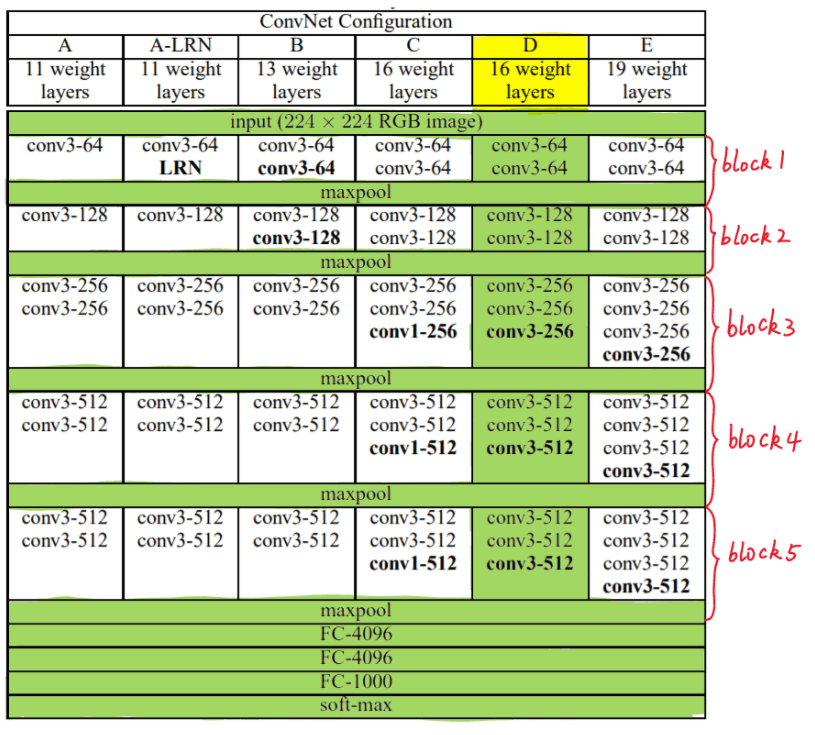 ConvNet Configuration
A A-LRN B C D E
11 weight 11 weight 13 weight 16 weight 16 weight 19 weight
layers layers layers layers layers layers
input (224 × 224 RGB image)
conv3-64 conv3-64 conv3-64 conv3-64 conv3-64 conv3-64
LRN conv3-64 conv3-64 conv3-64 conv3-64
block 1
maxpool
conv3-128 conv3-128 conv3-128 conv3-128 conv3-128 conv3-128
conv3-128 conv3-128 conv3-128 conv3-128
block 2
maxpool
conv3-256 conv3-256 conv3-256 conv3-256 conv3-256 conv3-256
conv3-256 conv3-256 conv3-256 conv3-256 conv3-256 conv3-256
conv1-256 conv3-256 conv3-256
block 3
conv3-256
maxpool
conv3-512 conv3-512 conv3-512 conv3-512 conv3-512 conv3-512
conv3-512 conv3-512 conv3-512 conv3-512 conv3-512 conv3-512
block 4
conv1-512 conv3-512 conv3-512
conv3-512
maxpool
conv3-512 conv3-512 conv3-512 conv3-512 conv3-512 conv3-512
conv3-512 conv3-512 conv3-512 conv3-512 conv3-512 conv3-512
block 5
conv1-512 conv3-512 conv3-512
conv3-512
maxpool
FC-4096
FC-4096
FC-1000
soft-max